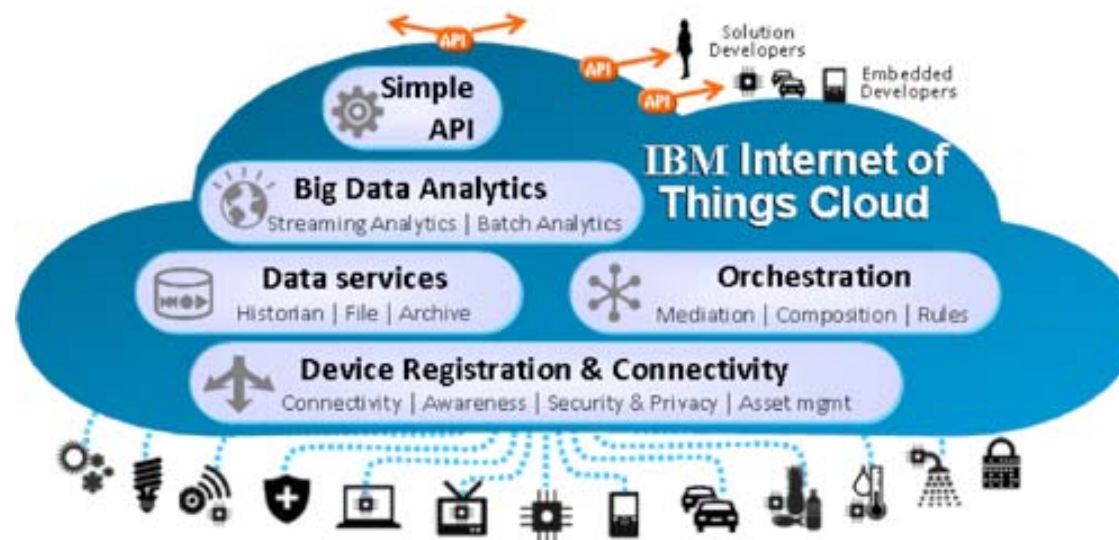 API
Solution
Developers
API
API
Embedded
Developers
Simple
API
IBM Internet of
Things Cloud
Big Data Analytics
Streaming Analytics | Batch Analytics
Data services
Historian | File | Archive
Orchestration
Mediation | Composition | Rules
Device Registration & Connectivity
Connectivity | Awareness | Security & Privacy | Asset mgmt